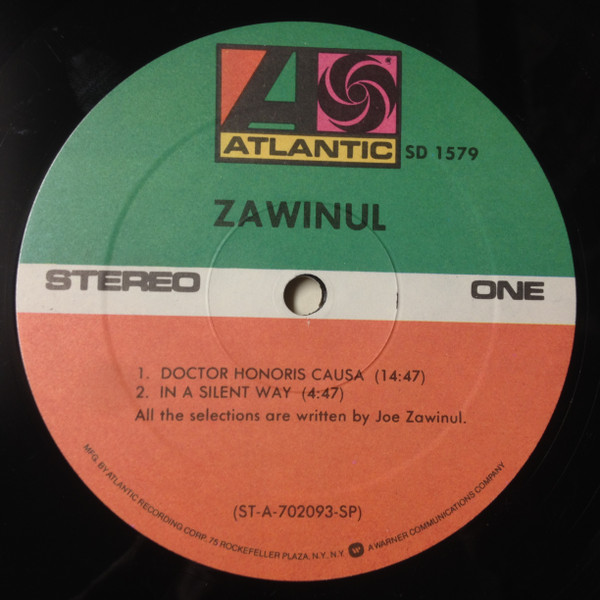 ATLANTIC SD 1579
ZAWINUL
STEREO ONE
1. DOCTOR HONORIS CAUSA (14:47)
2. IN A SILENT WAY (4:47)
All the selections are written by Joe Zawinul.
(ST-A-702093-SP)
MFG. BY ATLANTIC RECORDING CORP. 75 ROCKEFELLER PLAZA, N.Y. N.Y. A WARNER COMMUNICATIONS COMPANY